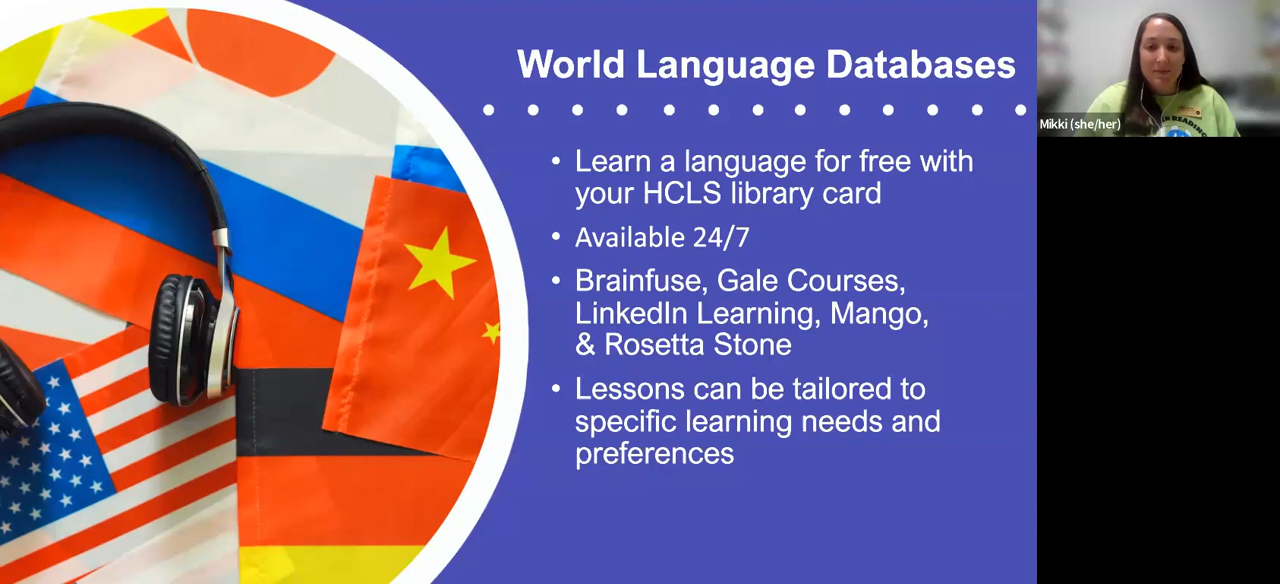 World Language Databases
• Learn a language for free with
your HCLS library card
• Available 24/7
• Brainfuse, Gale Courses,
LinkedIn Learning, Mango,
& Rosetta Stone
• Lessons can be tailored to
specific learning needs and
preferences
Mikki (she/her)
READING